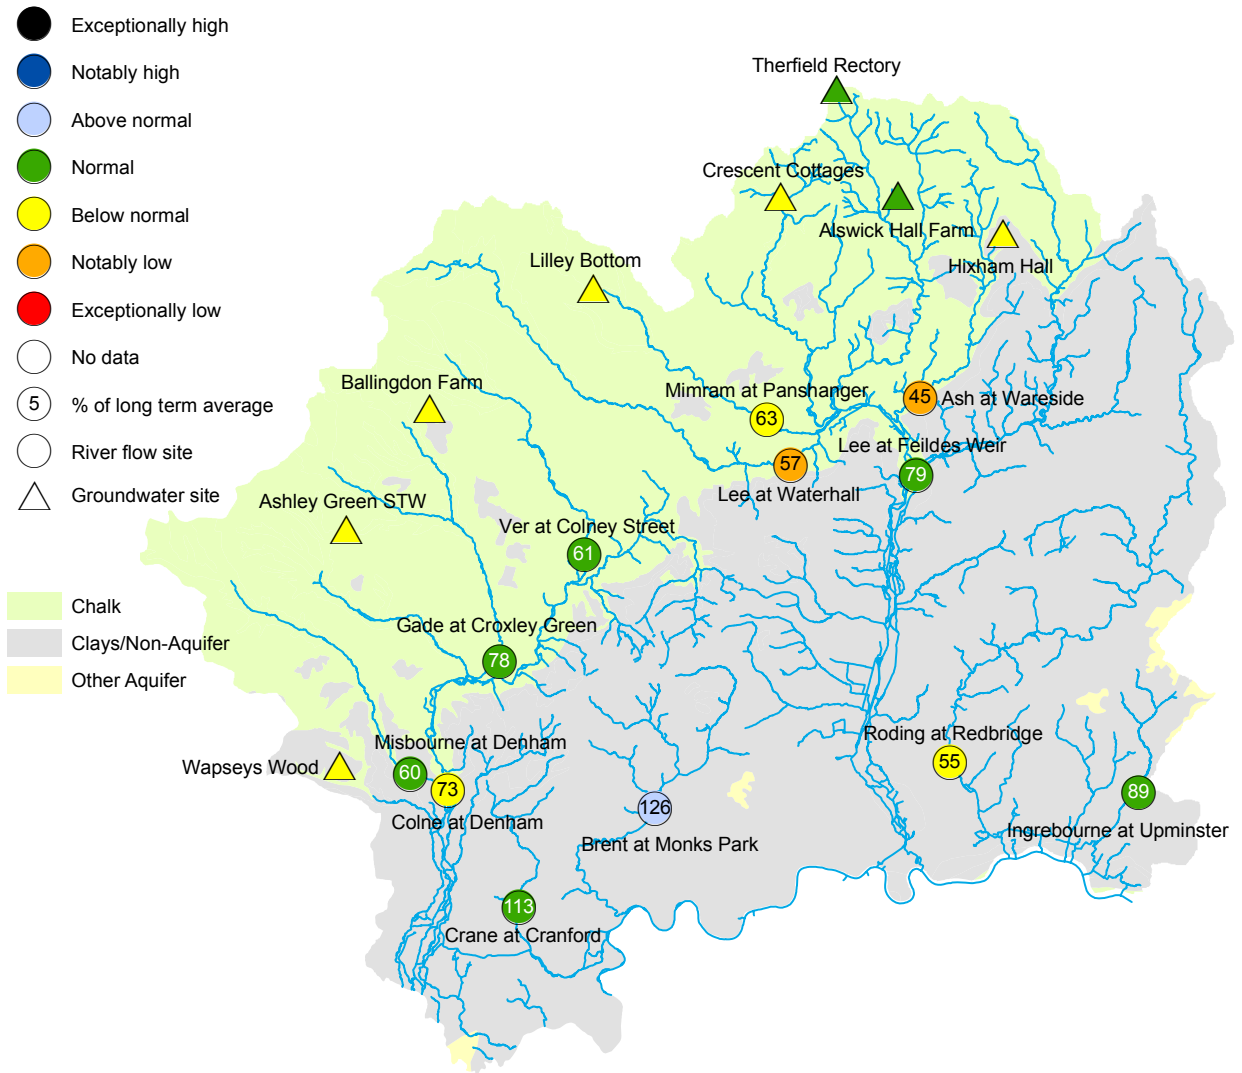 Exceptionally high
Notably high
Above normal
Normal
Below normal
Notably low
Exceptionally low
No data
5 % of long term average
River flow site
Groundwater site
Chalk
Clays/Non-Aquifer
Other Aquifer
Therfield Rectory
Crescent Cottages
Alswick Hall Farm
Hixham Hall
Lilley Bottom
Ballingdon Farm
Mimram at Panshanger
63
45 Ash at Wareside
Lee at Feildes Weir
79
57
Lee at Waterhall
Ashley Green STW
Ver at Colney Street
61
Gade at Croxley Green
78
Misbourne at Denham
Wapseys Wood
60
73
Colne at Denham
126
Brent at Monks Park
Roding at Redbridge
55
89
Ingrebourne at Upminster
113
Crane at Cranford